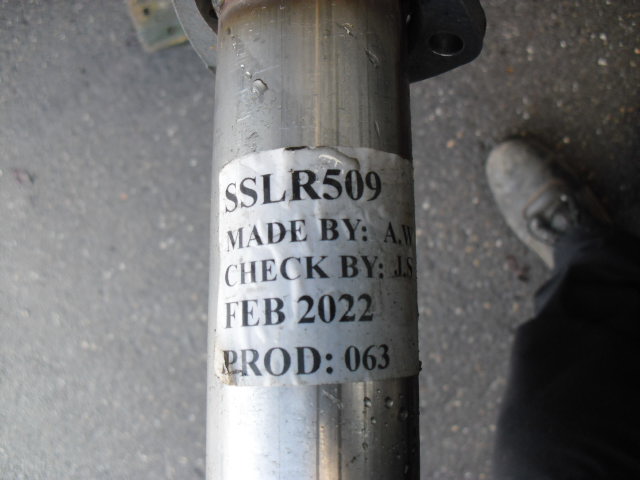 SSLR509
MADE BY: A.W
CHECK BY: J.S
FEB 2022
PROD: 063